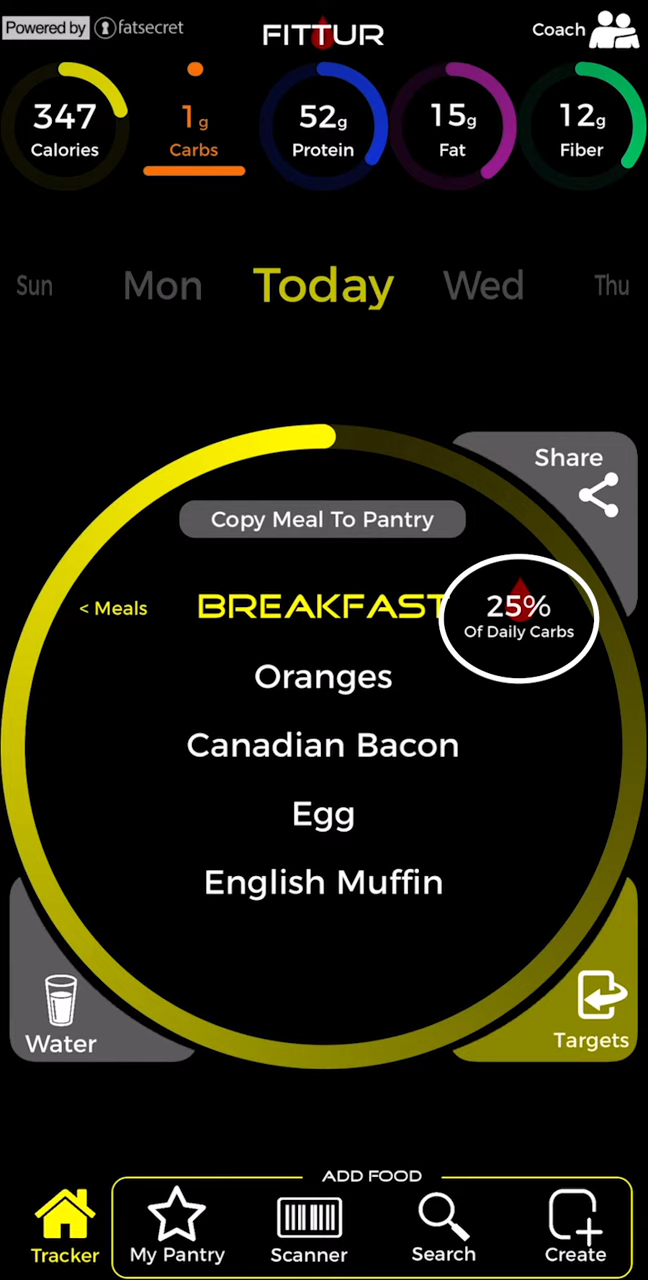 Powered by fatsecret
FITTUR
Coach
347
Calories
1g
Carbs
52g
Protein
15g
Fat
12g
Fiber
Sun Mon Today Wed Thu
Share
Copy Meal To Pantry
< Meals
BREAKFAST
25%
Of Daily Carbs
Oranges
Canadian Bacon
Egg
English Muffin
Water
Targets
ADD FOOD
Tracker
My Pantry
Scanner
Search
Create